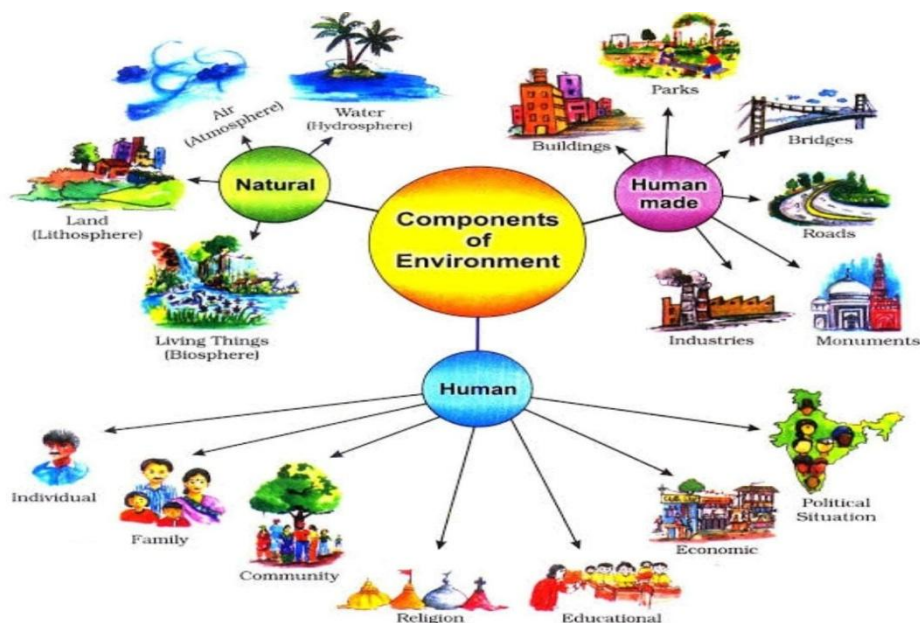 Components
of
Environment
Natural
Air
(Atmosphere)
Water
(Hydrosphere)
Land
(Lithosphere)
Living Things
(Biosphere)
Human
made
Buildings
Parks
Bridges
Roads
Industries
Monuments
Human
Individual
Family
Community
Religion
Educational
Economic
Political
Situation